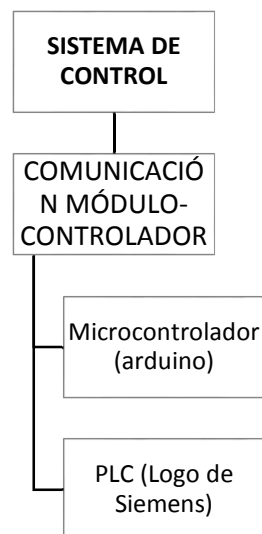 SISTEMA DE
CONTROL
COMUNICACIÓ
N MÓDULO-
CONTROLADOR
Microcontrolador
(arduino)
PLC (Logo de
Siemens)